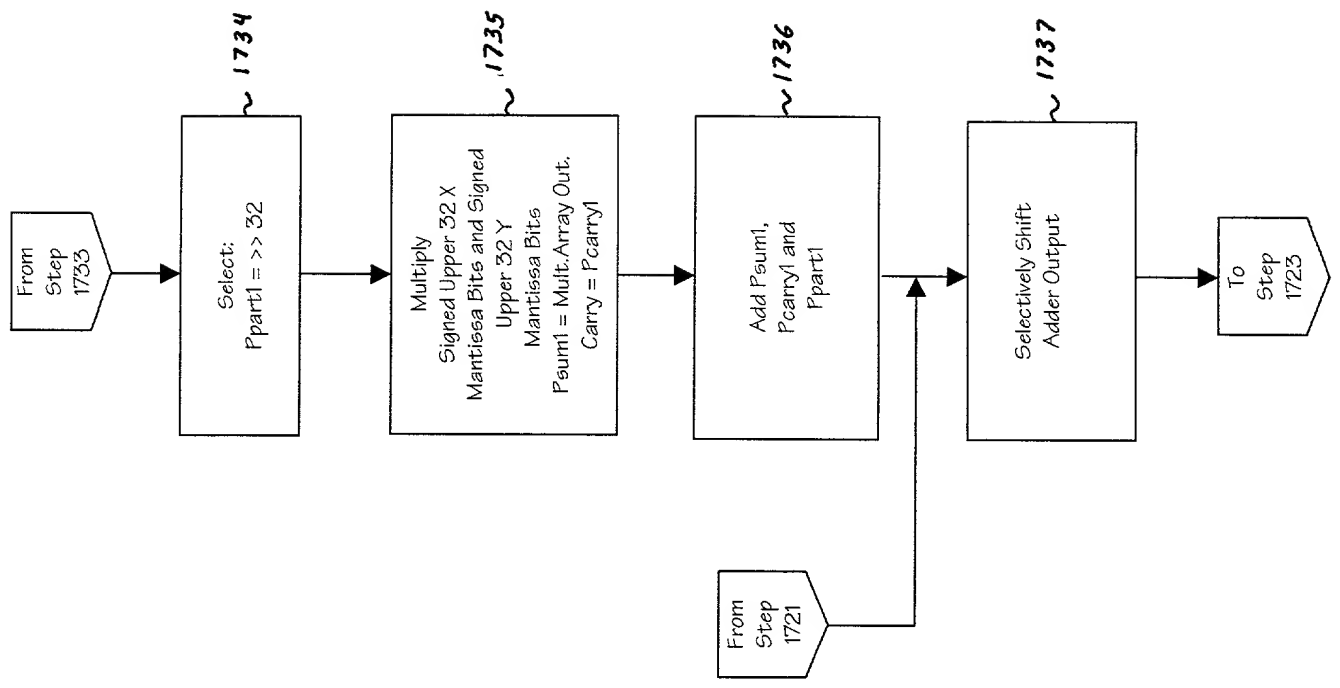 From
Step
1733
Select:
Ppart1 = >> 32
1734
Multiply
Signed Upper 32 X
Mantissa Bits and Signed
Upper 32 Y
Mantissa Bits
Psum1 = Mult.Array Out.
Carry = Pcarry1
1735
Add Psum1,
Pcarry1 and
Ppart1
1736
From
Step
1721
Selectively Shift
Adder Output
1737
To
Step
1723